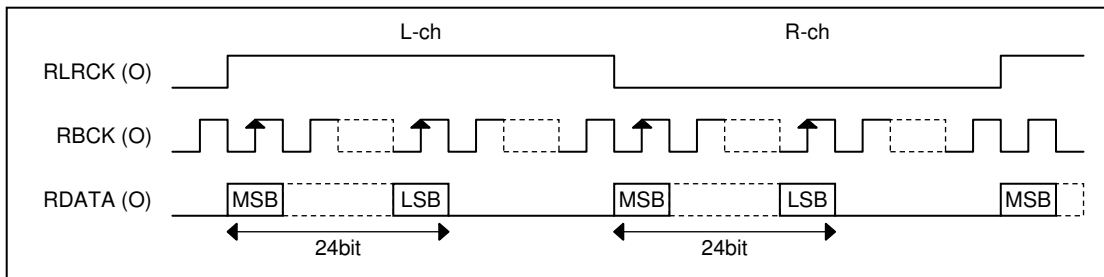 L-ch R-ch
RLRCK (O)
RBCK (O)
RDATA (O) MSB LSB MSB LSB MSB
24bit 24bit